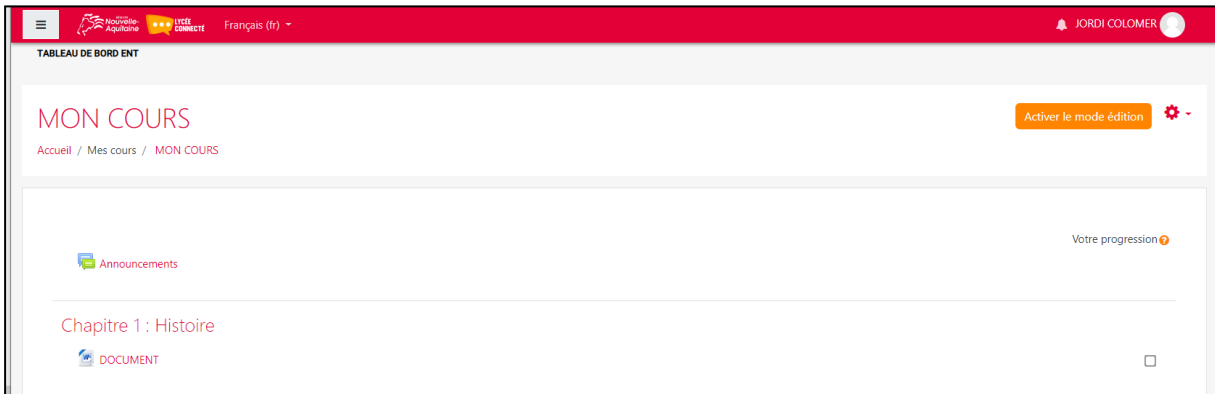 RÉGION
Nouvelle-
Aquitaine
LYCÉE
CONNECTÉ
Français (fr)
JORDI COLOMER
TABLEAU DE BORD ENT
MON COURS
Activer le mode édition
Accueil / Mes cours / MON COURS
Votre progression
Announcements
Chapitre 1 : Histoire
DOCUMENT